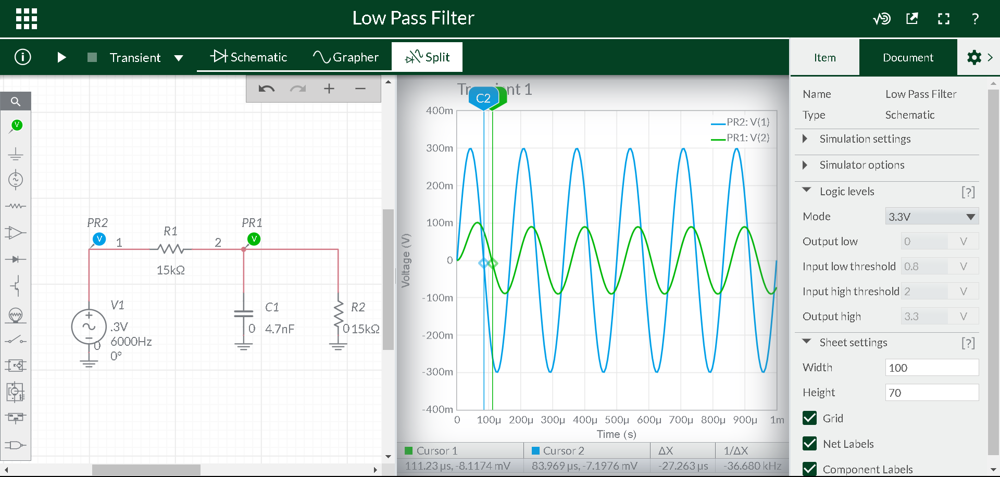 Low Pass Filter
?
Transient
Schematic
Grapher
Split
Item
Document
V
PR2
V
1
R1
15kΩ
2
PR1
V
V1
.3V
6000Hz
0°
0
C1
4.7nF
0
R2
15kΩ
0
C2
400m
300m
200m
100m
0
-100m
-200m
-300m
-400m
Voltage (V)
PR2: V(1)
PR1: V(2)
0 100µ 200µ 300µ 400µ 500µ 600µ 700µ 800µ 900µ 1m
Time (s)
Cursor 1 Cursor 2 ΔX 1/ΔX
111.23 µs, -8.1174 mV 83.969 µs, -7.1976 mV -27.263 µs -36.680 kHz
Name Low Pass Filter
Type Schematic
Simulation settings
Simulator options
Logic levels [?]
Mode 3.3V
Output low 0 V
Input low threshold 0.8 V
Input high threshold 2 V
Output high 3.3 V
Sheet settings [?]
Width 100
Height 70
Grid
Net Labels
Component Labels